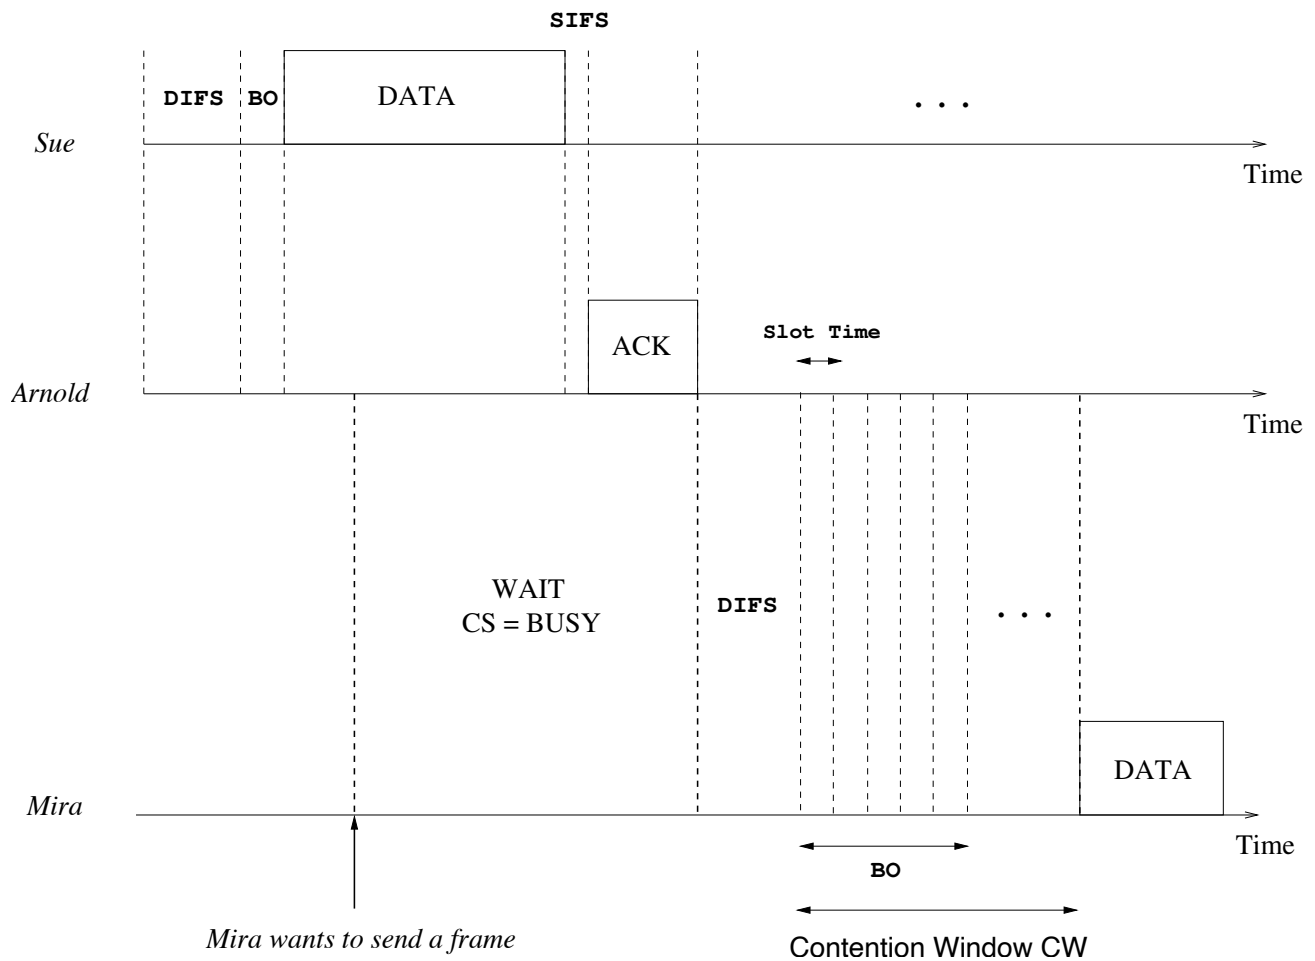 SIFS
DIFS BO DATA . . .
Sue
Time
Slot Time
ACK
Arnold
Time
WAIT
CS = BUSY
DIFS . . .
DATA
Mira
Time
BO
Mira wants to send a frame
Contention Window CW